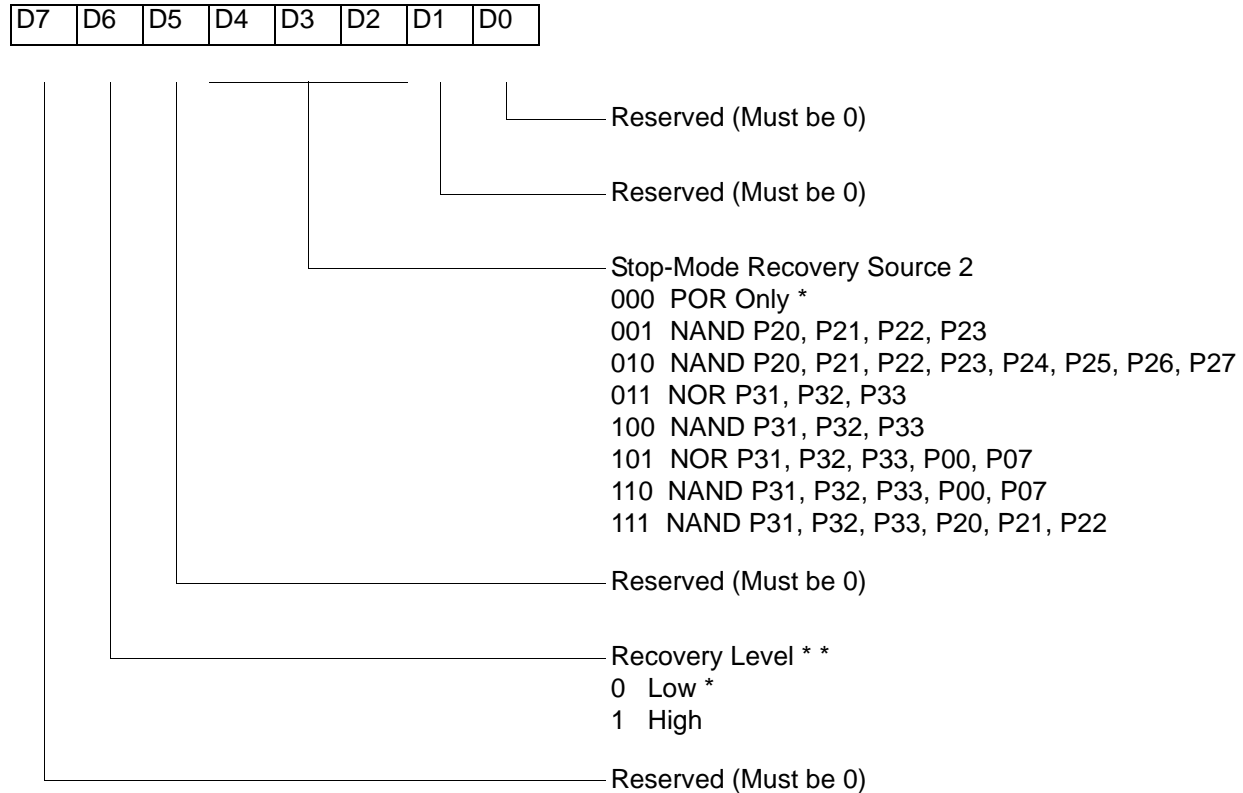 D7 D6 D5 D4 D3 D2 D1 D0
Reserved (Must be 0)
Reserved (Must be 0)
Stop-Mode Recovery Source 2
000 POR Only *
001 NAND P20, P21, P22, P23
010 NAND P20, P21, P22, P23, P24, P25, P26, P27
011 NOR P31, P32, P33
100 NAND P31, P32, P33
101 NOR P31, P32, P33, P00, P07
110 NAND P31, P32, P33, P00, P07
111 NAND P31, P32, P33, P20, P21, P22
Reserved (Must be 0)
Recovery Level * *
0 Low *
1 High
Reserved (Must be 0)